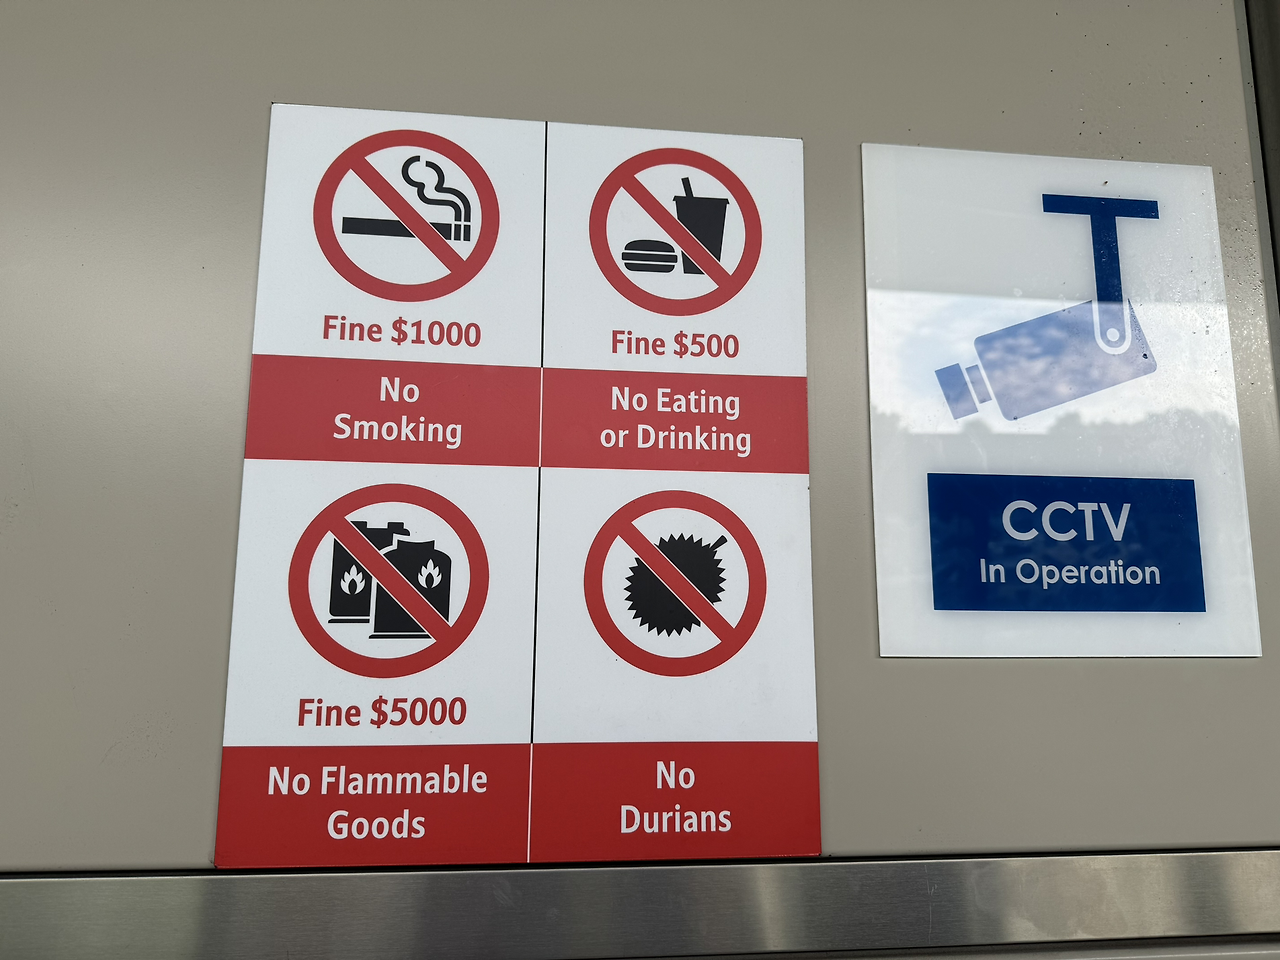 Fine $1000
No
Smoking
Fine $500
No Eating
or Drinking
Fine $5000
No Flammable
Goods
No
Durians
CCTV
In Operation